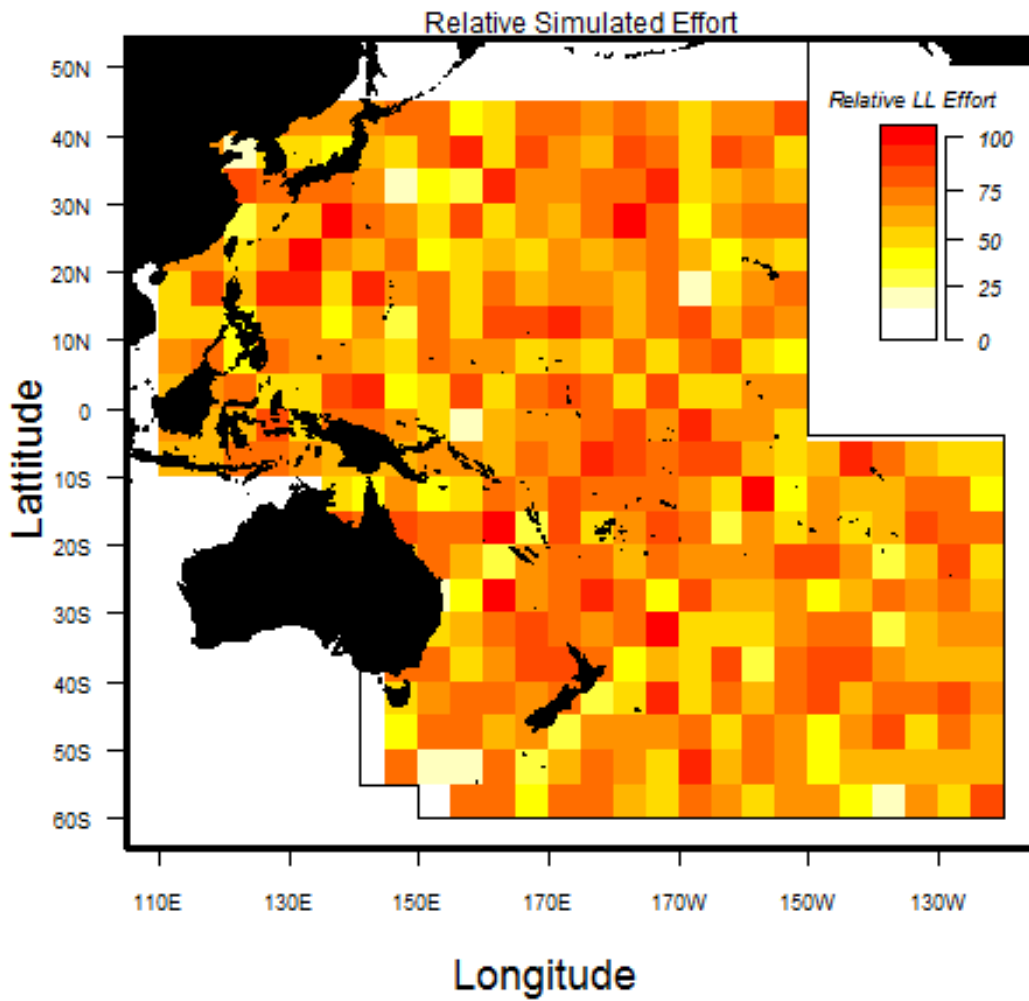 Relative Simulated Effort
50N
40N
30N
20N
10N
0
10S
20S
30S
40S
50S
60S
Lattitude
Relative LL Effort
100
75
50
25
0
110E 130E 150E 170E 170W 150W 130W
Longitude